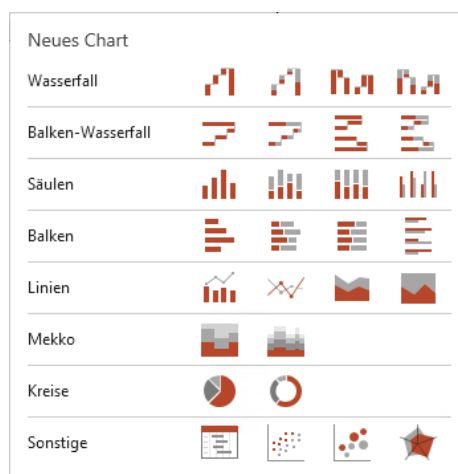 Neues Chart
Wasserfall
Balken-Wasserfall
Säulen
Balken
Linien
Mekko
Kreise
Sonstige